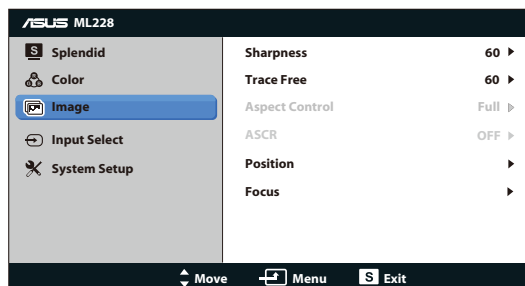 ASUS ML228
S Splendid
Color
Image
Input Select
System Setup
Sharpness 60
Trace Free 60
Aspect Control Full
ASCR OFF
Position
Focus
Move Menu S Exit